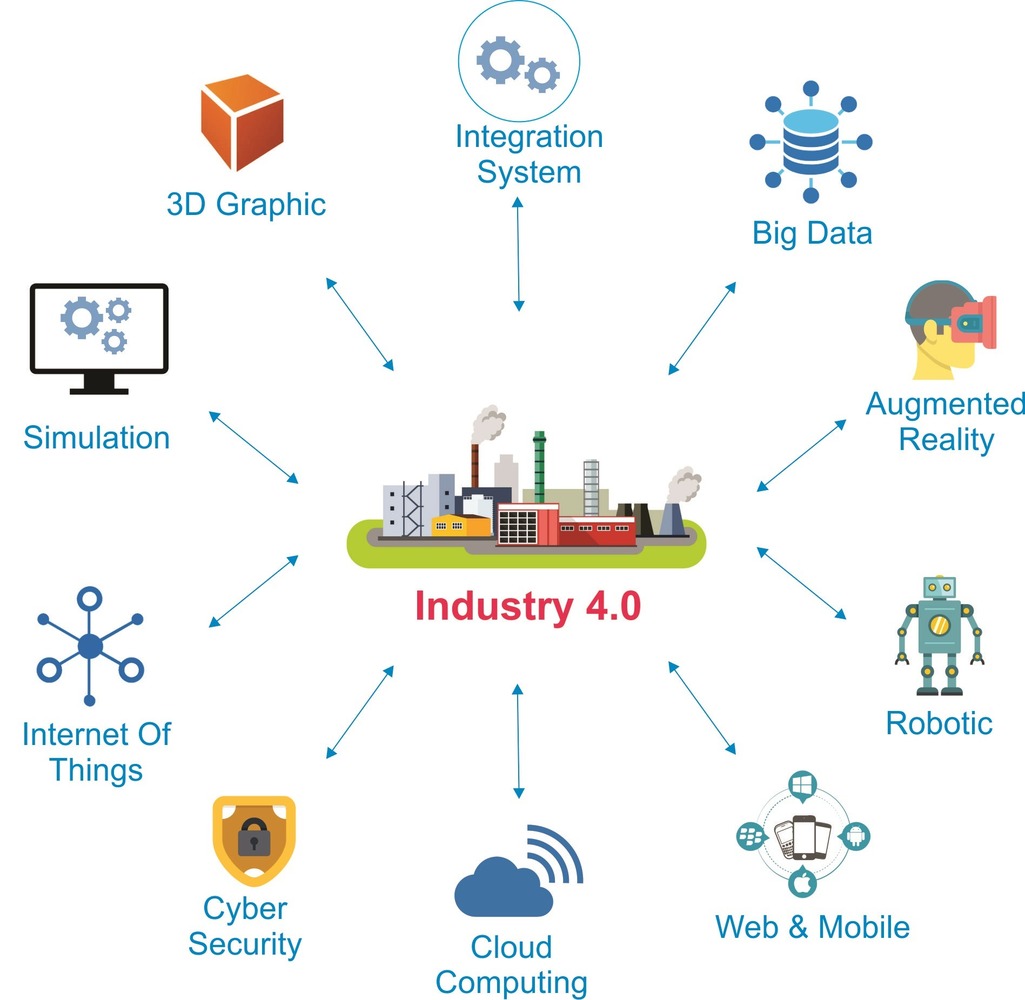 Integration
System
3D Graphic
Big Data
Augmented
Reality
Simulation
Industry 4.0
Robotic
Internet Of
Things
Cyber
Security
Web & Mobile
Cloud
Computing